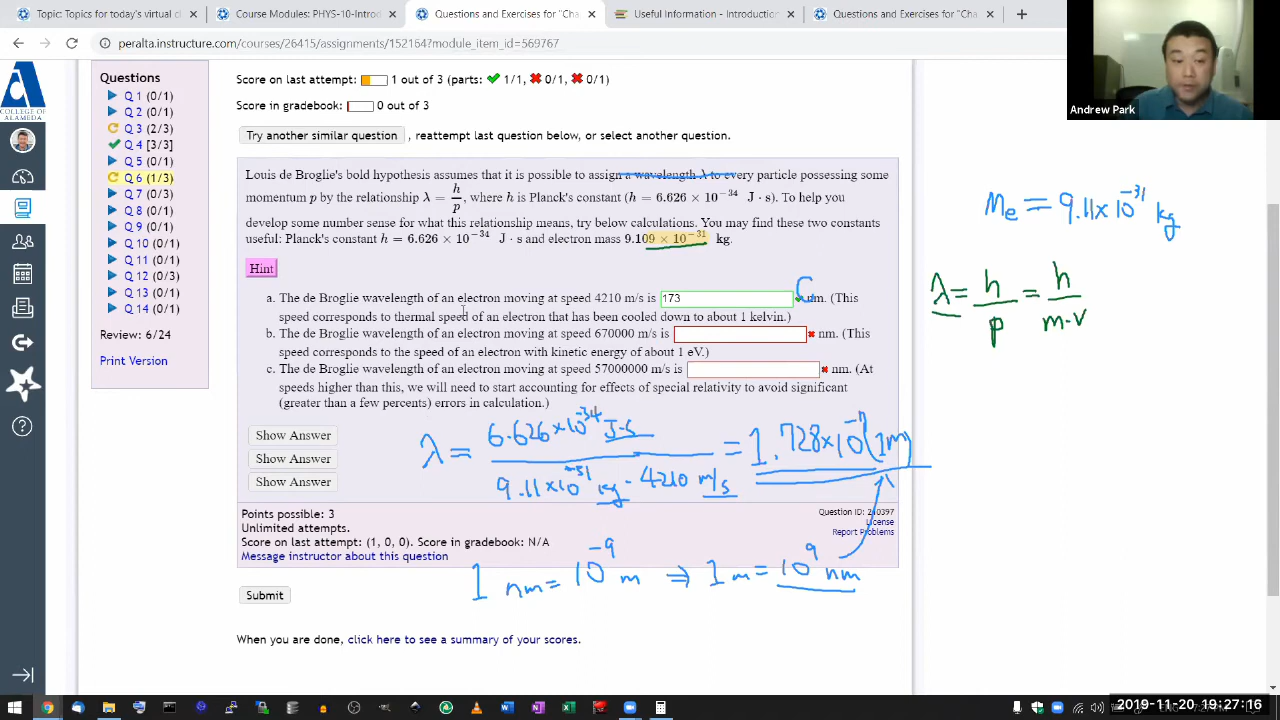 Topic: Topics for today's virtual c
Course Modules: PHYS-10-Introd
Questions and Exercises for "Cha
Useful Information - Introduction
Questions and Exercises for "Cha
peralta.instructure.com/courses/26415/assignments/152164?module_item_id=569767
Andrew Park
COLLEGE OF ALAMEDA
Questions
Q 1 (0/1)
Q 2 (0/1)
Q 3 (2/3)
Q 4 [3/3]
Q 5 (0/1)
Q 6 (1/3)
Q 7 (0/3)
Q 8 (0/1)
Q 9 (0/1)
Q 10 (0/1)
Q 11 (0/1)
Q 12 (0/3)
Q 13 (0/1)
Q 14 (0/1)
Review: 6/24
Print Version
Score on last attempt: 1 out of 3 (parts: 1/1, 0/1, 0/1)
Score in gradebook: 0 out of 3
Try another similar question , reattempt last question below, or select another question.
Louis de Broglie's bold hypothesis assumes that it is possible to assign a wavelength λ to every particle possessing some
momentum p by the relationship λ = h/p, where h is Planck's constant (h = 6.626 × 10⁻³⁴ J · s). To help you
develop some number sense of what this relationship means, try below calculations. You may find these two constants
useful: Planck's constant h = 6.626 × 10⁻³⁴ J · s and electron mass 9.109 × 10⁻³¹ kg.
Hint
a. The de Broglie wavelength of an electron moving at speed 4210 m/s is 173 nm. (This
corresponds to thermal speed of an electron that has been cooled down to about 1 kelvin.)
b. The de Broglie wavelength of an electron moving at speed 670000 m/s is nm. (This
speed corresponds to the speed of an electron with kinetic energy of about 1 eV.)
c. The de Broglie wavelength of an electron moving at speed 57000000 m/s is nm. (At
speeds higher than this, we will need to start accounting for effects of special relativity to avoid significant
(greater than a few percents) errors in calculation.)
Show Answer
Show Answer
Show Answer
λ = 6.626×10⁻³⁴ J·s / 9.11×10⁻³¹ kg · 4210 m/s = 1.728×10⁻⁷ (1m)
Points possible: 3
Unlimited attempts.
Score on last attempt: (1, 0, 0). Score in gradebook: N/A
Message instructor about this question
Question ID: 240397
License
Report Problems
1 nm = 10⁻⁹ m ⇒ 1 m = 10⁹ nm
Submit
When you are done, click here to see a summary of your scores.
Mₑ = 9.11×10⁻³¹ kg
λ = h/p = h/m·v
2019-11-20 19:27:16